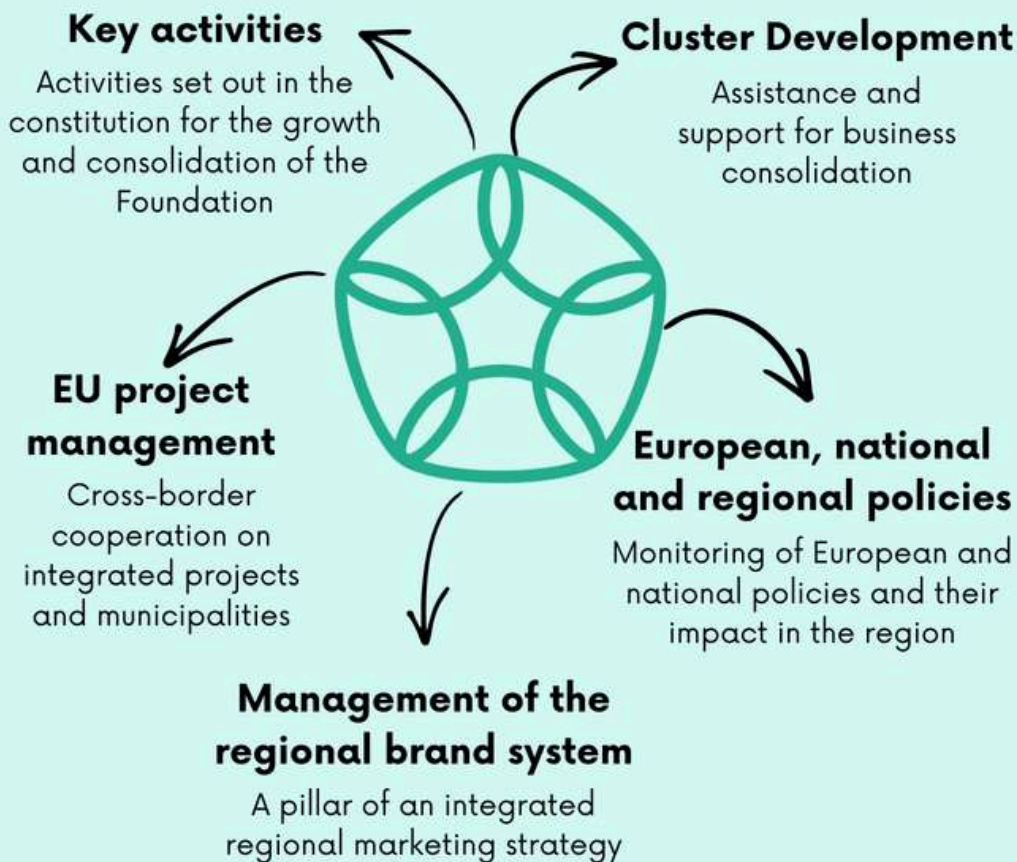 Key activities
Activities set out in the
constitution for the growth
and consolidation of the
Foundation
Cluster Development
Assistance and
support for business
consolidation
EU project
management
Cross-border
cooperation on
integrated projects
and municipalities
European, national
and regional policies
Monitoring of European and
national policies and their
impact in the region
Management of the
regional brand system
A pillar of an integrated
regional marketing strategy